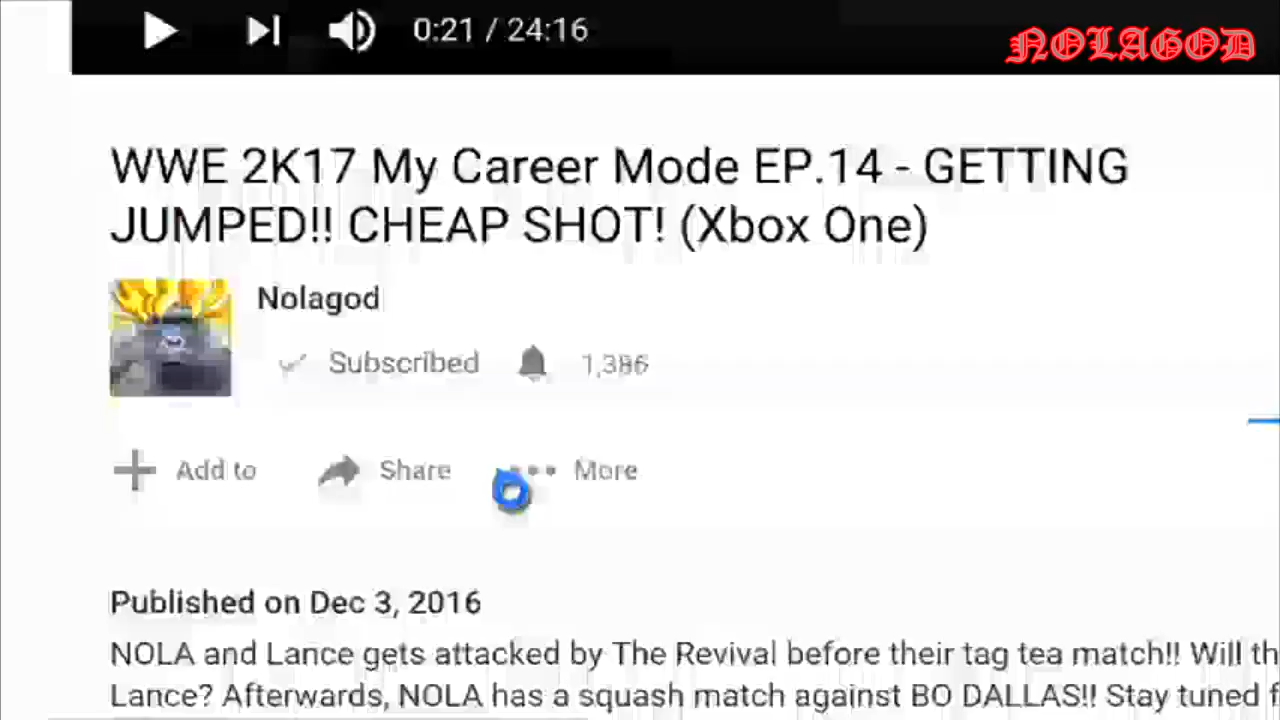 0:21 / 24:16
NOLAGOD
WWE 2K17 My Career Mode EP.14 - GETTING
JUMPED!! CHEAP SHOT! (Xbox One)
Nolagod
Subscribed 1,386
Add to Share More
Published on Dec 3, 2016
NOLA and Lance gets attacked by The Revival before their tag tea match!! Will th
Lance? Afterwards, NOLA has a squash match against BO DALLAS!! Stay tuned f